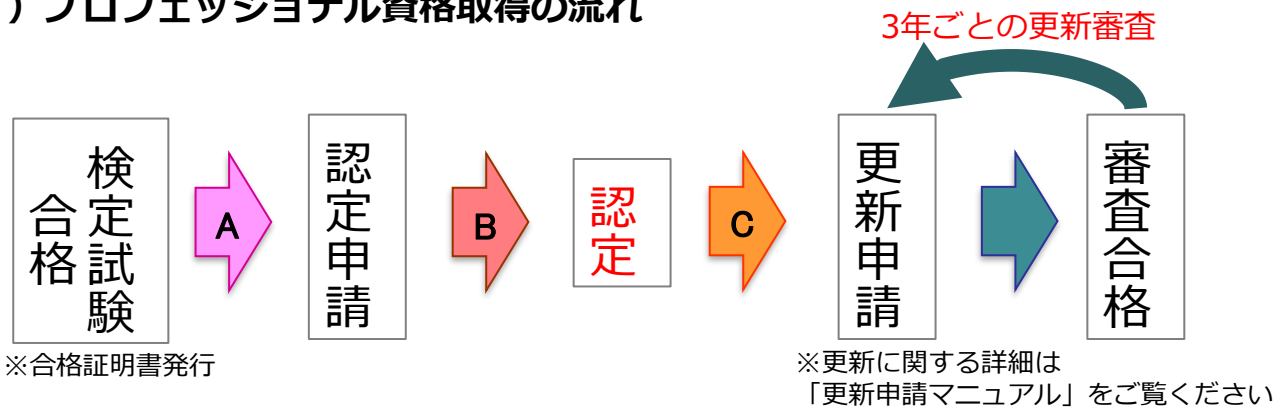 ）プロフェッショナル資格取得の流れ
3年ごとの更新審査
検定試験
合格
A
認定申請
B
認定
C
更新申請
審査合格
※合格証明書発行
※更新に関する詳細は
「更新申請マニュアル」をご覧ください